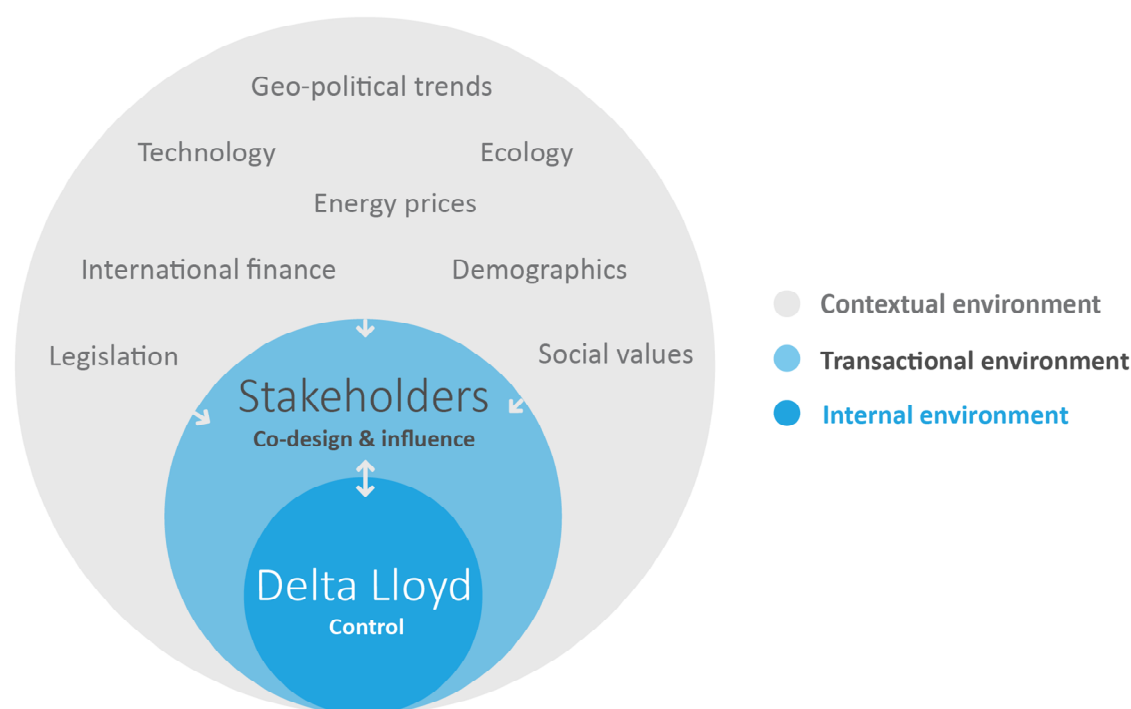 Geo-political trends
Technology
Ecology
Energy prices
International finance
Demographics
Legislation
Social values
Stakeholders
Co-design & influence
Delta Lloyd
Control
Contextual environment
Transactional environment
Internal environment